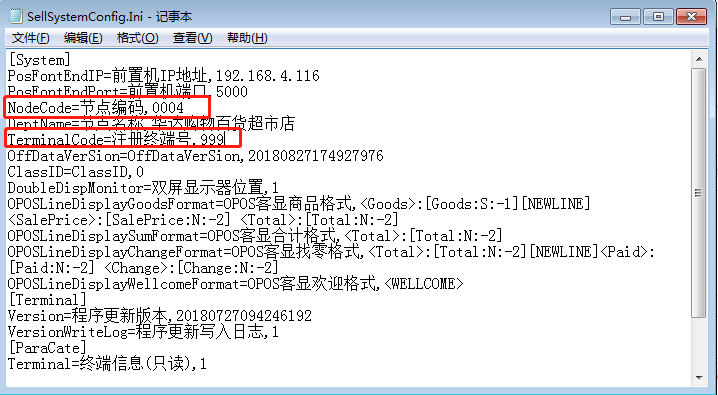 SellSystemConfig.Ini - 记事本
文件(F) 编辑(E) 格式(O) 查看(V) 帮助(H)
[System]
PosFontEndIP=前置机IP地址,192.168.4.116
PosFontEndPort=前置机端口,5000
NodeCode=节点编码,0004
DeptName=节点名称,华达购物百货超市店
TerminalCode=注册终端号,999
OffDataVerSion=OffDataVerSion,20180827174927976
ClassID=ClassID,0
DoubleDispMonitor=双屏显示器位置,1
OPOSLineDisplayGoodsFormat=OPOS客显商品格式,<Goods>:[Goods:S:-1][NEWLINE]
<SalePrice>:[SalePrice:N:-2] <Total>:[Total:N:-2]
OPOSLineDisplaySumFormat=OPOS客显合计格式,<Total>:[Total:N:-2]
OPOSLineDisplayChangeFormat=OPOS客显找零格式,<Total>:[Total:N:-2][NEWLINE]<Paid>:
[Paid:N:-2] <Change>:[Change:N:-2]
OPOSLineDisplayWellcomeFormat=OPOS客显欢迎格式,<WELLCOME>
[Terminal]
Version=程序更新版本,20180727094246192
VersionWriteLog=程序更新写入日志,1
[ParaCate]
Terminal=终端信息(只读),1